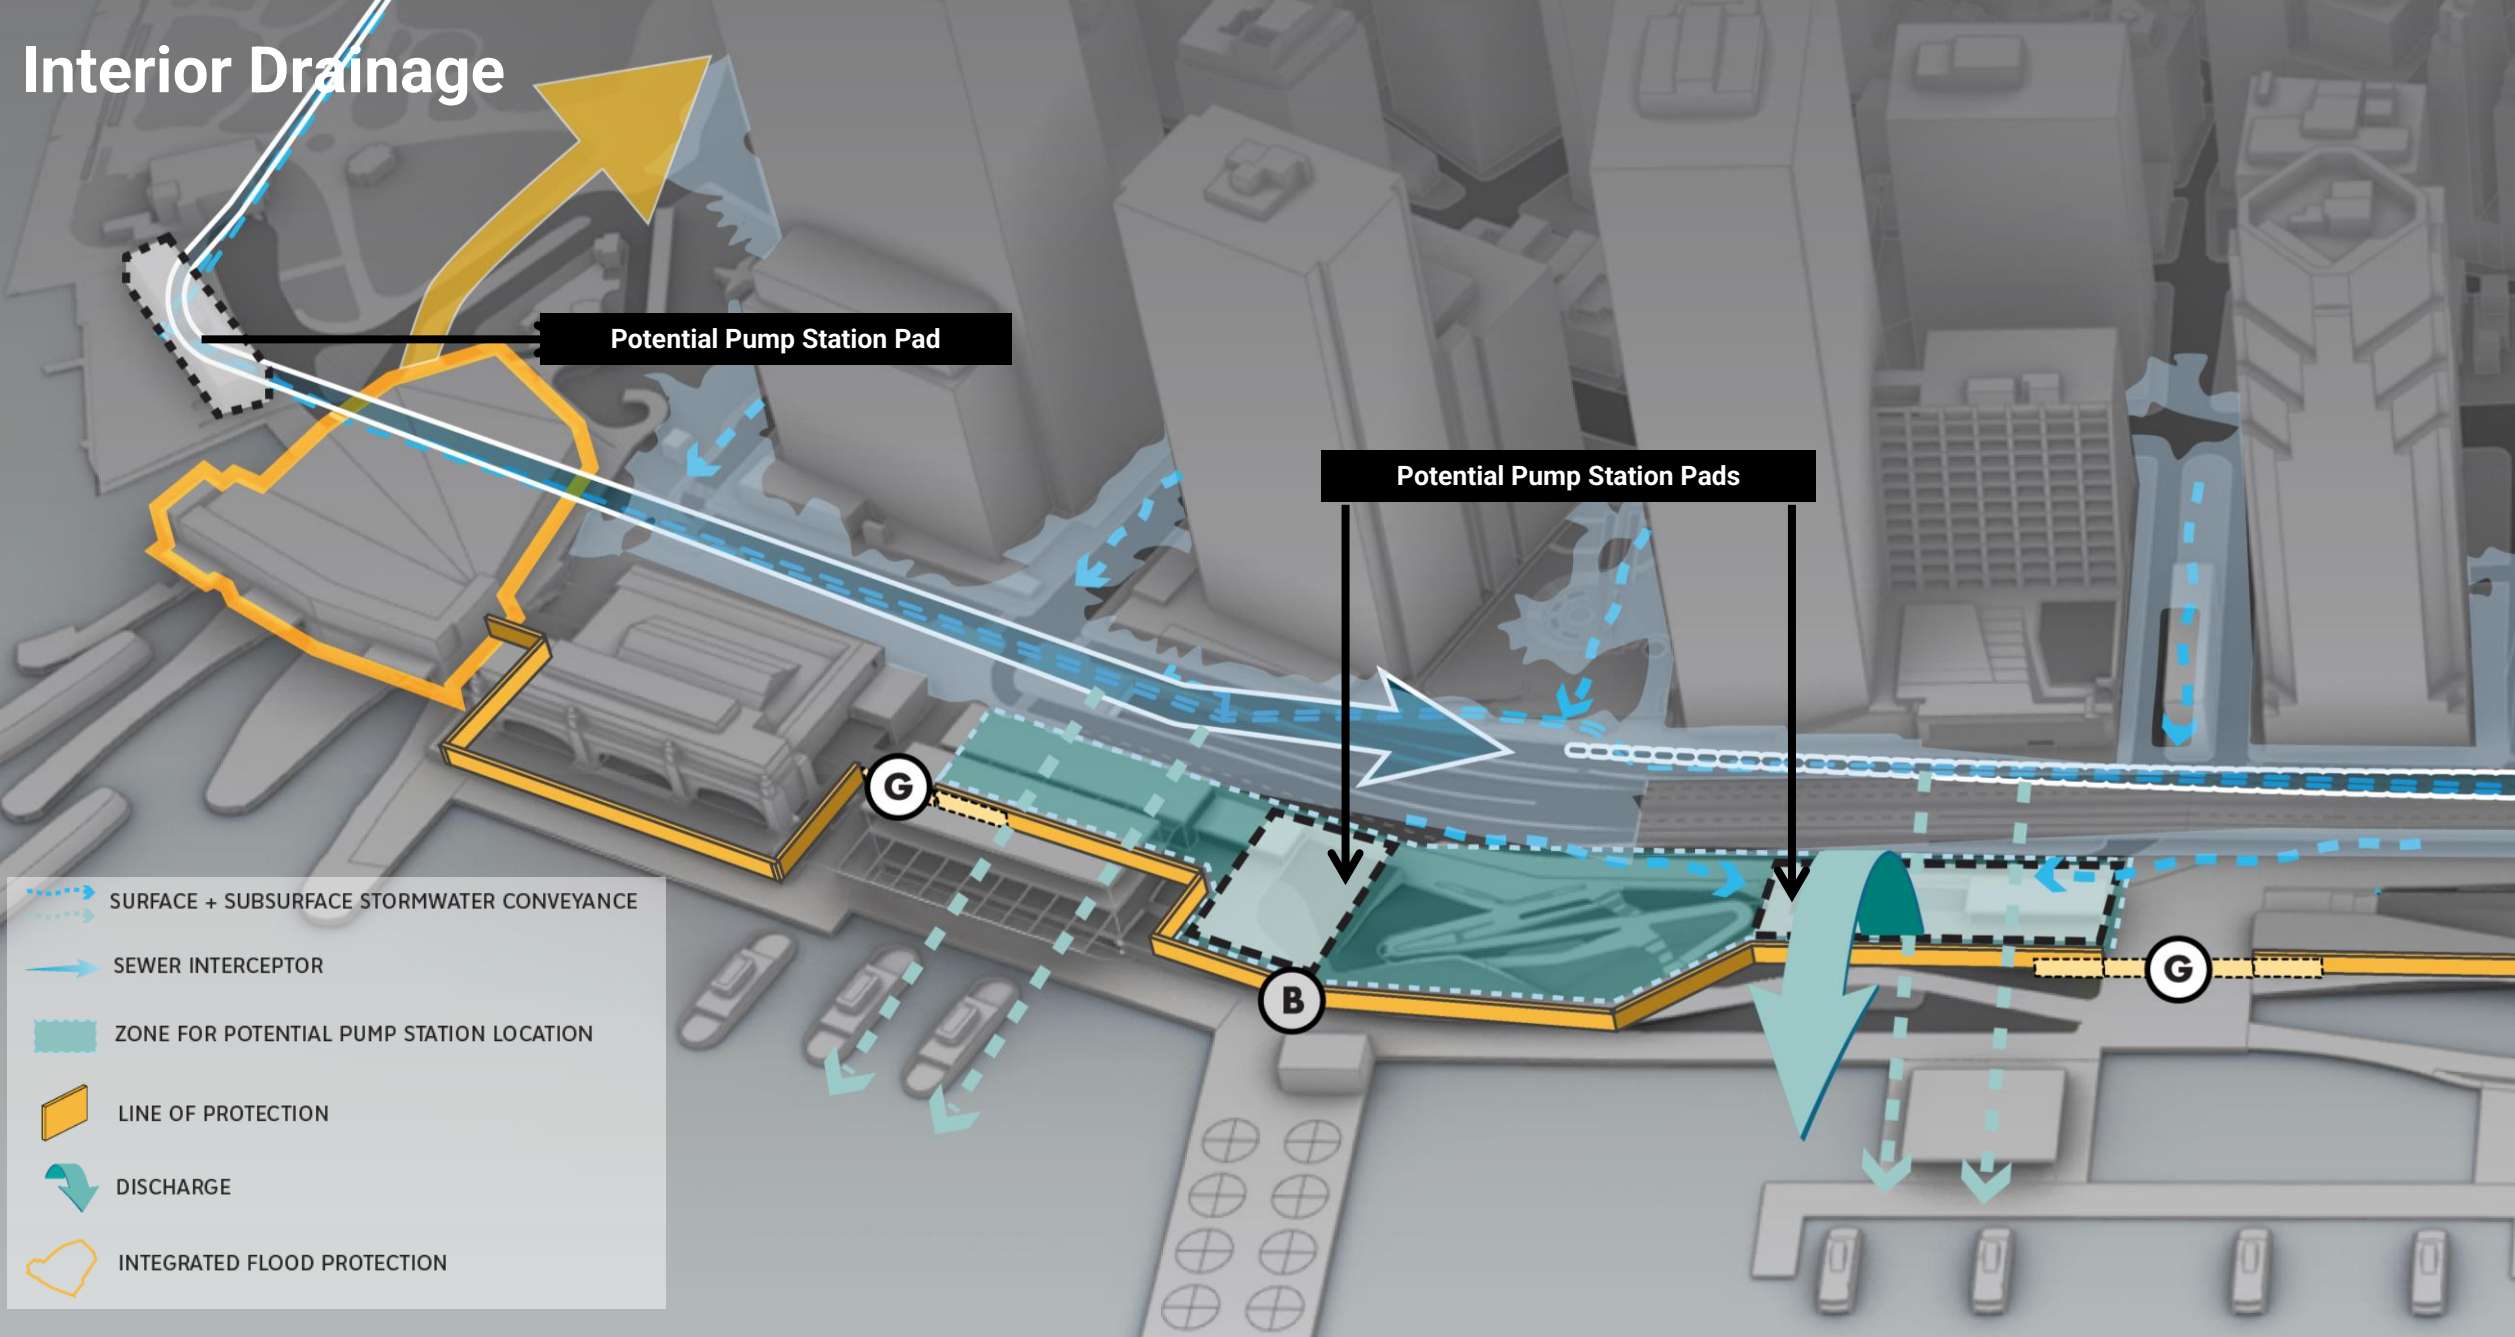 Interior Drainage
Potential Pump Station Pad
Potential Pump Station Pads
G
B
G
SURFACE + SUBSURFACE STORMWATER CONVEYANCE
SEWER INTERCEPTOR
ZONE FOR POTENTIAL PUMP STATION LOCATION
LINE OF PROTECTION
DISCHARGE
INTEGRATED FLOOD PROTECTION